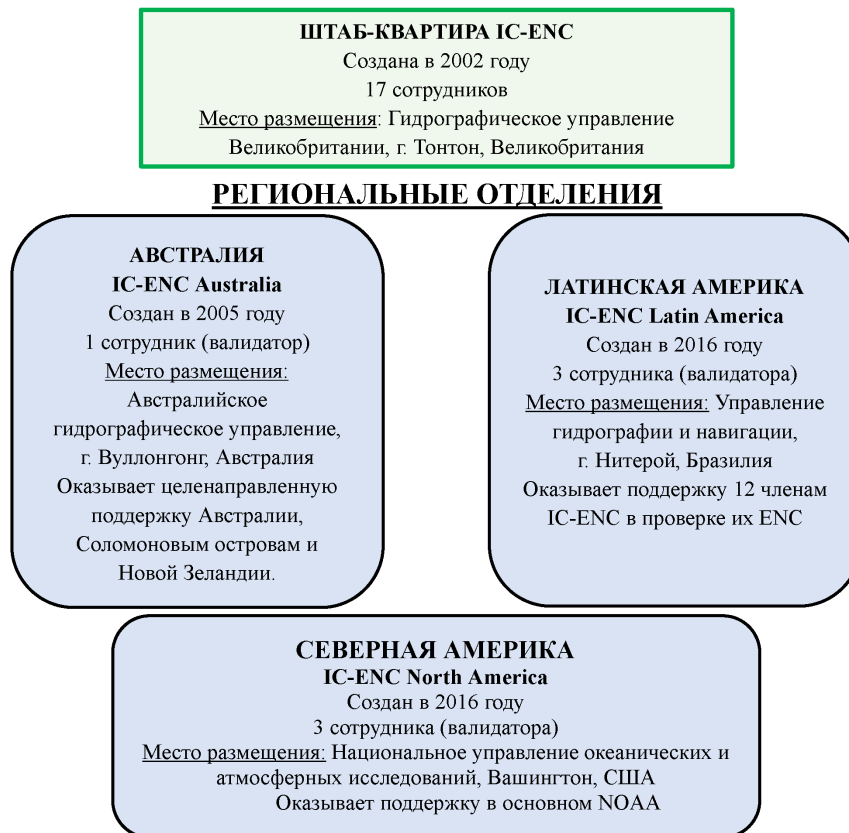 ШТАБ-КВАРТИРА IC-ENC
Создана в 2002 году
17 сотрудников
Место размещения: Гидрографическое управление
Великобритании, г. Тонтон, Великобритания
РЕГИОНАЛЬНЫЕ ОТДЕЛЕНИЯ
АВСТРАЛИЯ
IC-ENC Australia
Создан в 2005 году
1 сотрудник (валидатор)
Место размещения:
Австралийское
гидрографическое управление,
г. Вуллонгонг, Австралия
Оказывает целенаправленную
поддержку Австралии,
Соломоновым островам и
Новой Зеландии.
ЛАТИНСКАЯ АМЕРИКА
IC-ENC Latin America
Создан в 2016 году
3 сотрудника (валидатора)
Место размещения: Управление
гидрографии и навигации,
г. Нитерой, Бразилия
Оказывает поддержку 12 членам
IC-ENC в проверке их ENC
СЕВЕРНАЯ АМЕРИКА
IC-ENC North America
Создан в 2016 году
3 сотрудника (валидатора)
Место размещения: Национальное управление океанических и
атмосферных исследований, Вашингтон, США
Оказывает поддержку в основном NOAA